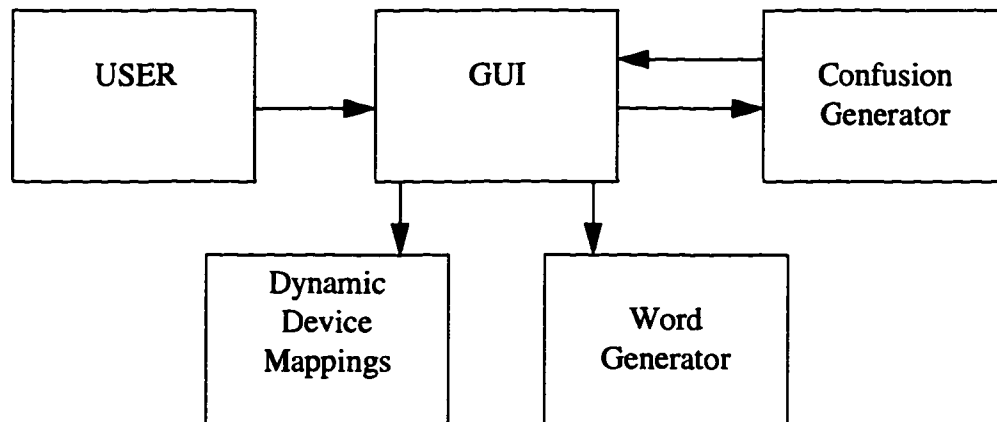 USER
GUI
Confusion
Generator
Dynamic
Device
Mappings
Word
Generator